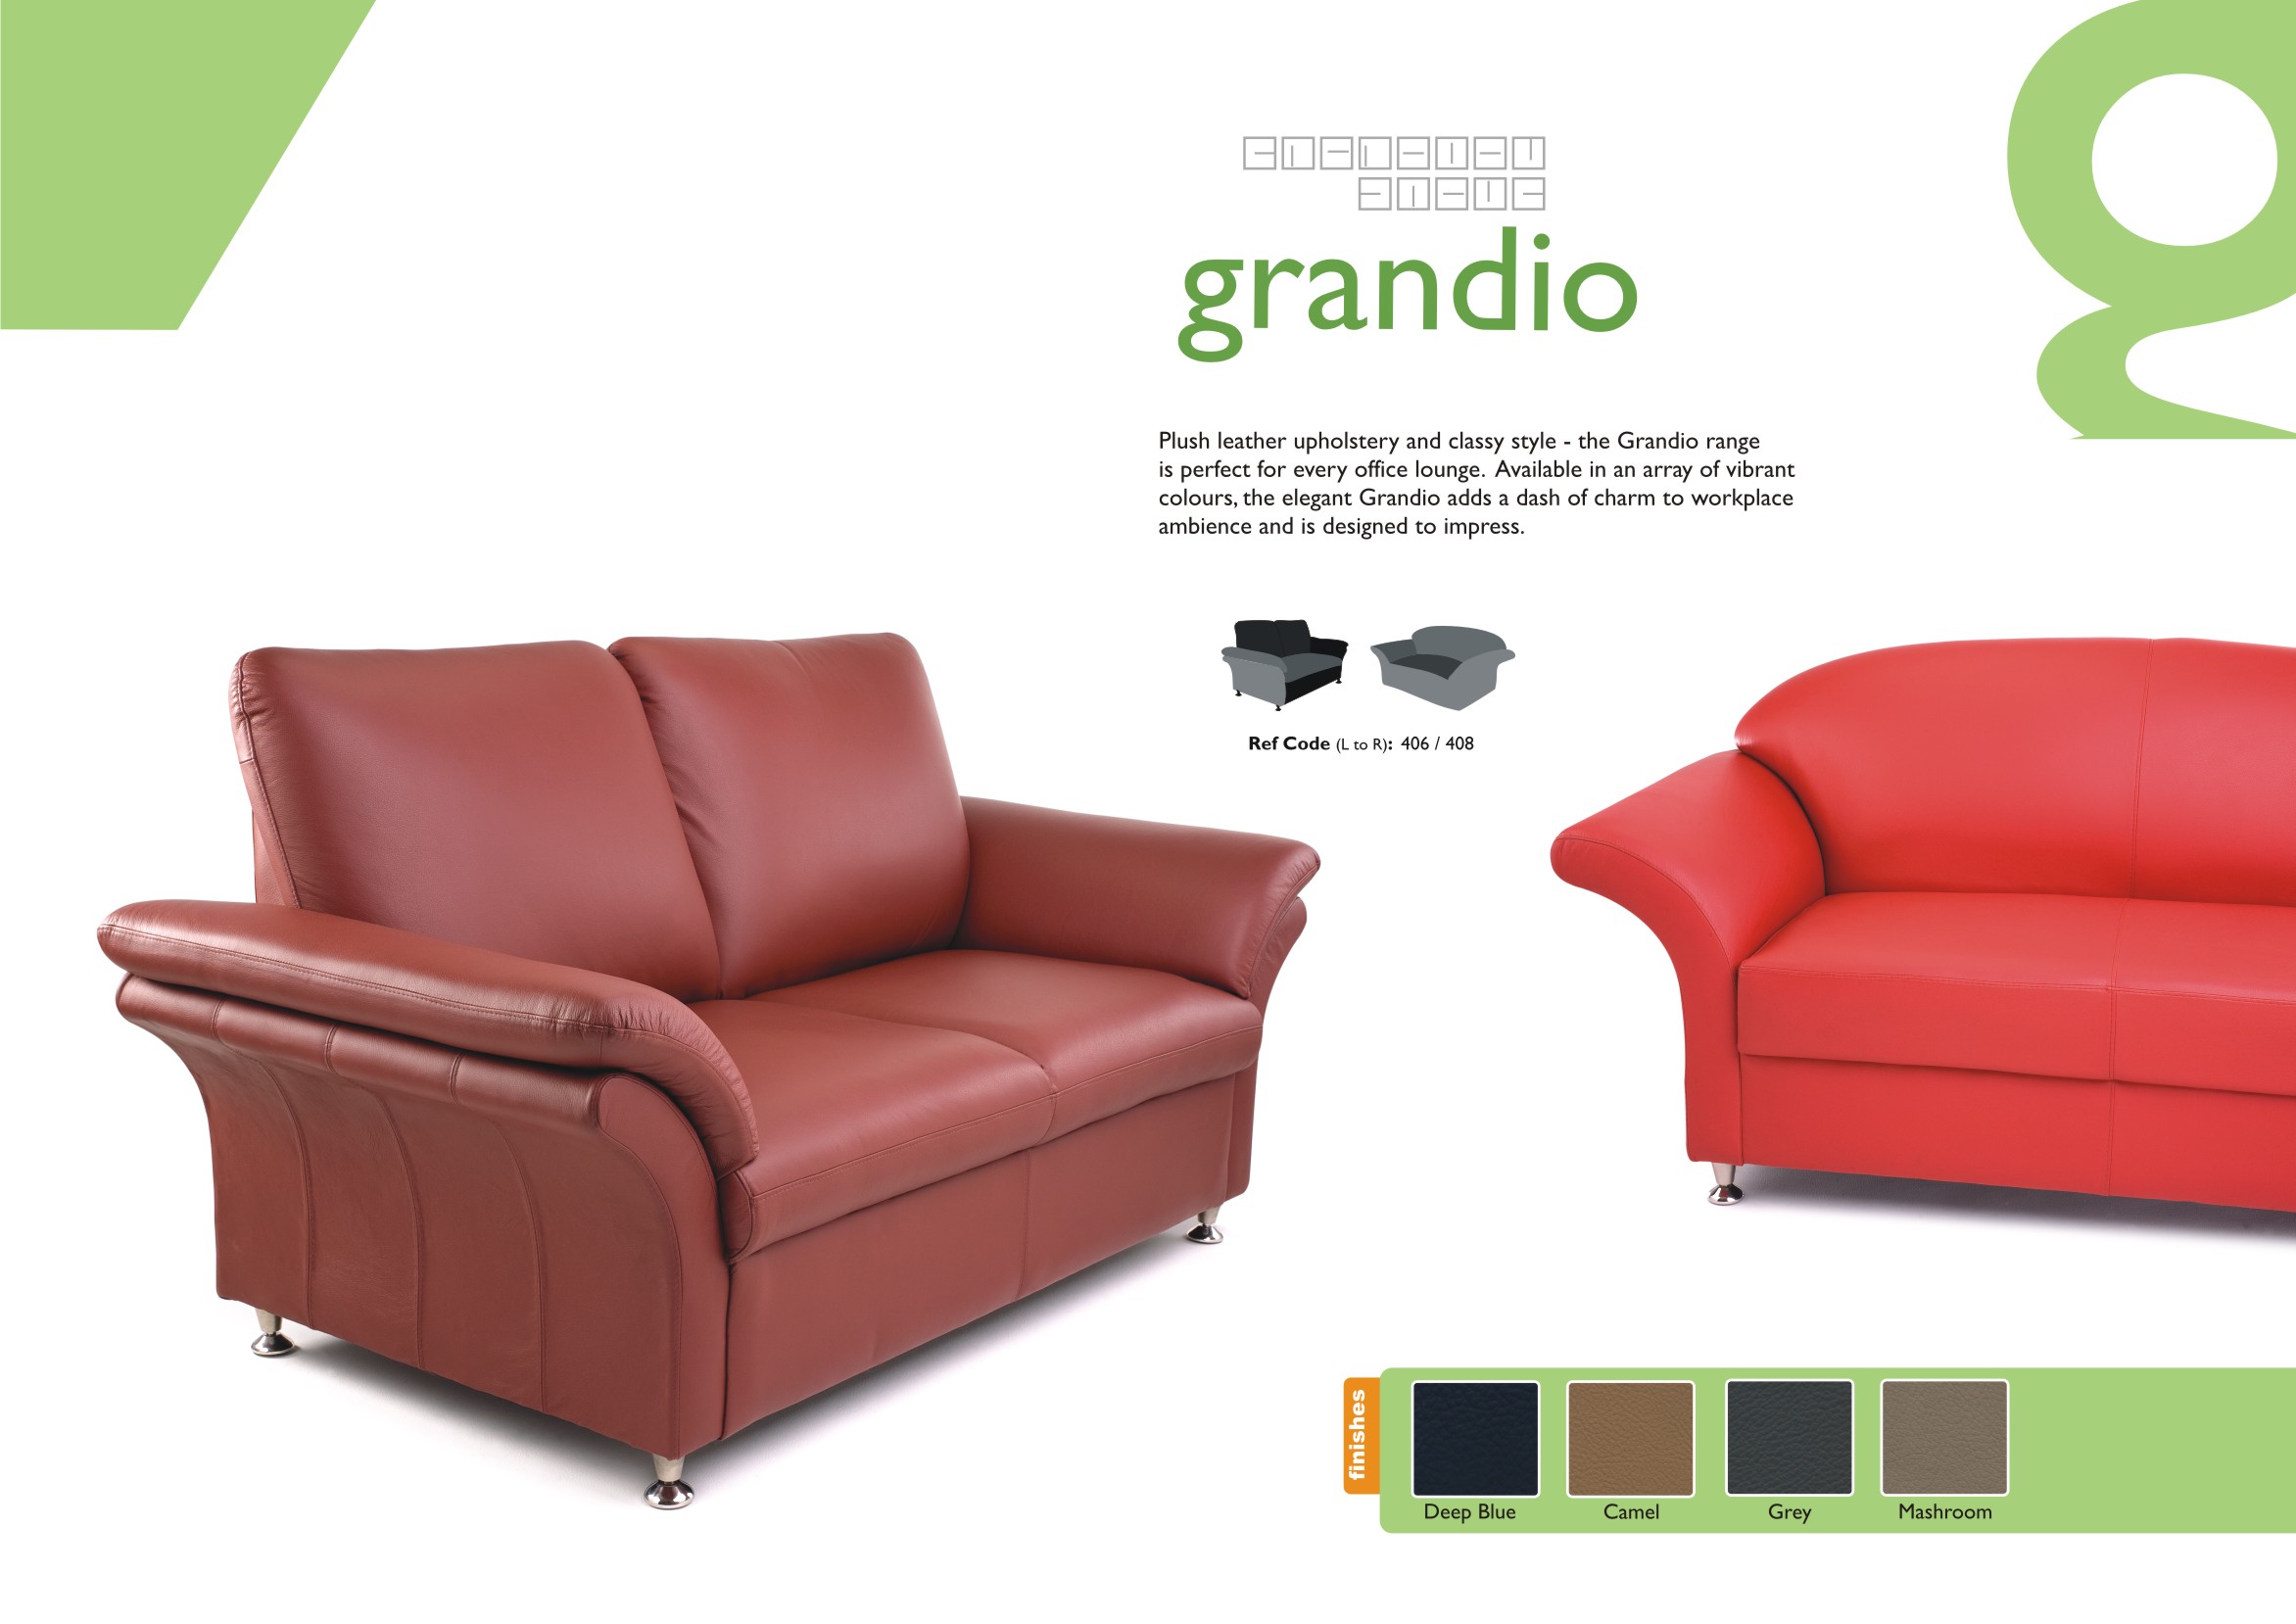 grandio
Plush leather upholstery and classy style - the Grandio range
is perfect for every office lounge. Available in an array of vibrant
colours, the elegant Grandio adds a dash of charm to workplace
ambience and is designed to impress.
Ref Code (L to R): 406 / 408
finishes
Deep Blue
Camel
Grey
Mashroom